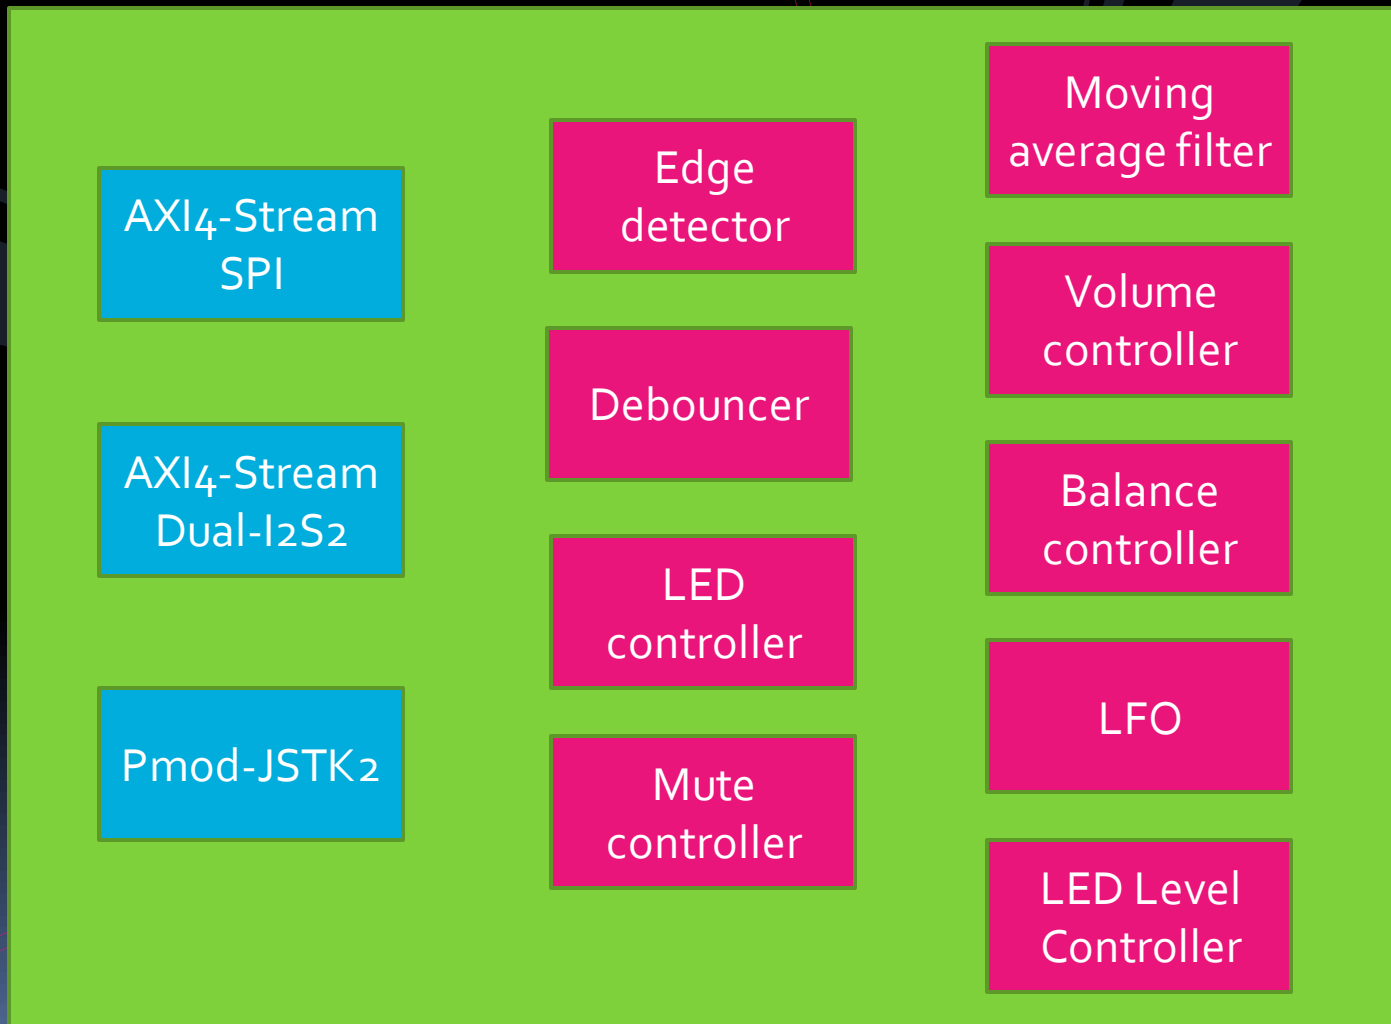 AXI4-Stream
SPI
AXI4-Stream
Dual-I2S2
Pmod-JSTK2
Edge
detector
Debouncer
LED
controller
Mute
controller
Moving
average filter
Volume
controller
Balance
controller
LFO
LED Level
Controller